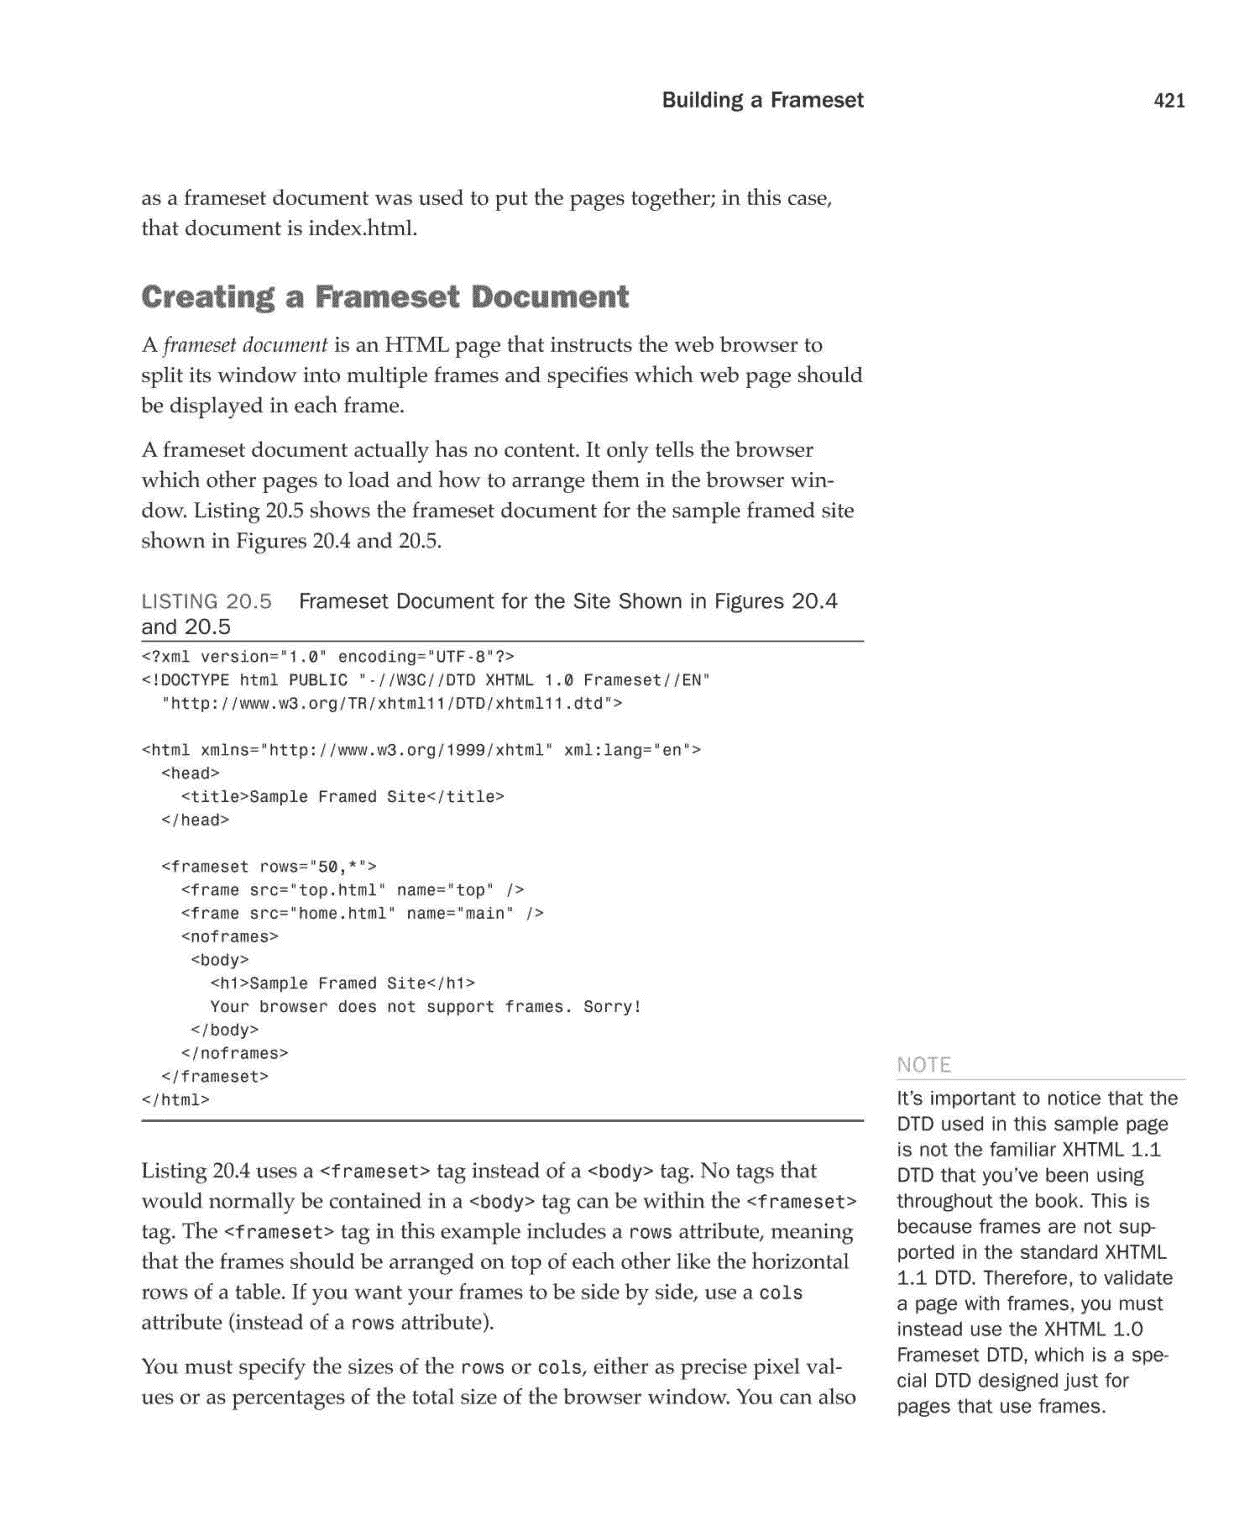 Building a Frameset 421
as a frameset document was used to put the pages together; in this case,
that document is index.html.
Creating a Frameset Document
A frameset document is an HTML page that instructs the web browser to
split its window into multiple frames and specifies which web page should
be displayed in each frame.
A frameset document actually has no content. It only tells the browser
which other pages to load and how to arrange them in the browser win-
dow. Listing 20.5 shows the frameset document for the sample framed site
shown in Figures 20.4 and 20.5.
LISTING 20.5 Frameset Document for the Site Shown in Figures 20.4
and 20.5
<?xml version="1.0" encoding="UTF-8"?>
<!DOCTYPE html PUBLIC "-//W3C//DTD XHTML 1.0 Frameset//EN"
  "http://www.w3.org/TR/xhtml11/DTD/xhtml11.dtd">
<html xmlns="http://www.w3.org/1999/xhtml" xml:lang="en">
  <head>
    <title>Sample Framed Site</title>
  </head>
  <frameset rows="50,*">
    <frame src="top.html" name="top" />
    <frame src="home.html" name="main" />
    <noframes>
     <body>
       <h1>Sample Framed Site</h1>
       Your browser does not support frames. Sorry!
     </body>
    </noframes>
  </frameset>
</html>
Listing 20.4 uses a <frameset> tag instead of a <body> tag. No tags that
would normally be contained in a <body> tag can be within the <frameset>
tag. The <frameset> tag in this example includes a rows attribute, meaning
that the frames should be arranged on top of each other like the horizontal
rows of a table. If you want your frames to be side by side, use a cols
attribute (instead of a rows attribute).
You must specify the sizes of the rows or cols, either as precise pixel val-
ues or as percentages of the total size of the browser window. You can also
NOTE
It's important to notice that the
DTD used in this sample page
is not the familiar XHTML 1.1
DTD that you've been using
throughout the book. This is
because frames are not sup-
ported in the standard XHTML
1.1 DTD. Therefore, to validate
a page with frames, you must
instead use the XHTML 1.0
Frameset DTD, which is a spe-
cial DTD designed just for
pages that use frames.